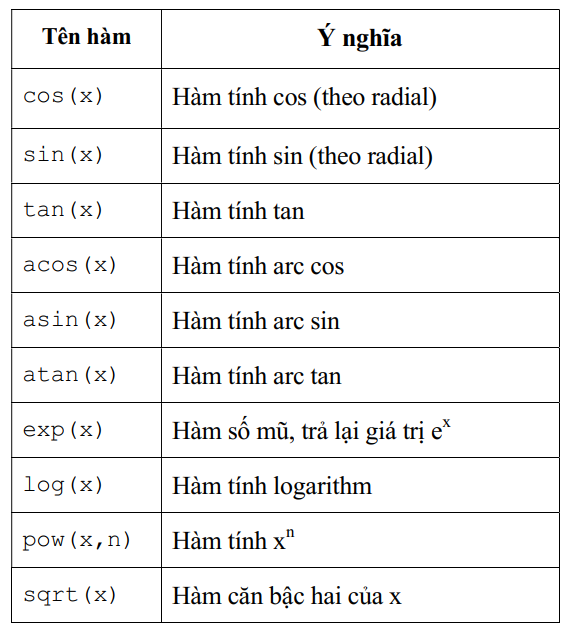 Tên hàm Ý nghĩa
cos(x) Hàm tính cos (theo radial)
sin(x) Hàm tính sin (theo radial)
tan(x) Hàm tính tan
acos(x) Hàm tính arc cos
asin(x) Hàm tính arc sin
atan(x) Hàm tính arc tan
exp(x) Hàm số mũ, trả lại giá trị eˣ
log(x) Hàm tính logarithm
pow(x,n) Hàm tính xⁿ
sqrt(x) Hàm căn bậc hai của x